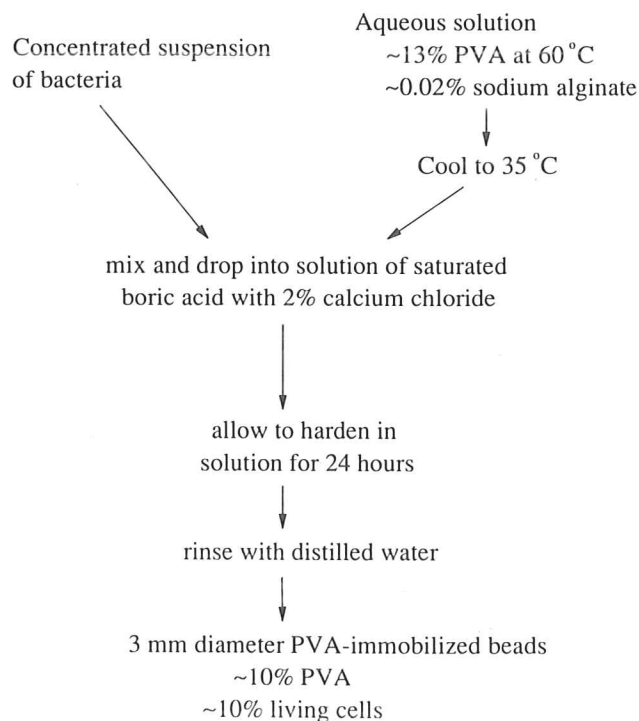 Concentrated suspension
of bacteria
Aqueous solution
~13% PVA at 60 °C
~0.02% sodium alginate
Cool to 35 °C
mix and drop into solution of saturated
boric acid with 2% calcium chloride
allow to harden in
solution for 24 hours
rinse with distilled water
3 mm diameter PVA-immobilized beads
~10% PVA
~10% living cells